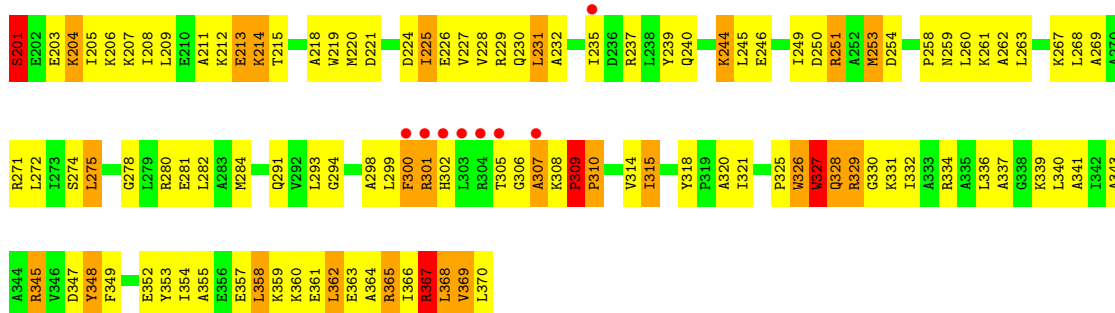 S201 E202 E203 K204 I205 K206 K207 I208 L209 E210 A211 K212 E213 K214 T215 A218 W219 M220 D221 D224 I225 E226 V227 V228 R229 Q230 L231 A232 I235 D236 R237 L238 Y239 Q240 K244 L245 E246 I249 D250 R251 A252 M253 D254 P258 N259 L260 K261 A262 L263 K267 L268 A269 A270
R271 L272 I273 S274 L275 G278 L279 R280 E281 L282 A283 M284 Q291 V292 L293 G294 A298 L299 F300 R301 H302 L303 R304 T305 G306 A307 K308 P309 P310 V314 I315 Y318 P319 A320 I321 P325 W326 W327 Q328 R329 G330 K331 I332 A333 R334 A335 L336 A337 G338 K339 L340 A341 I342 A343
A344 R345 V346 D347 Y348 F349 E352 Y353 I354 A355 E356 E357 L358 K359 K360 E361 L362 E363 A364 R365 I366 R367 L368 V369 L370